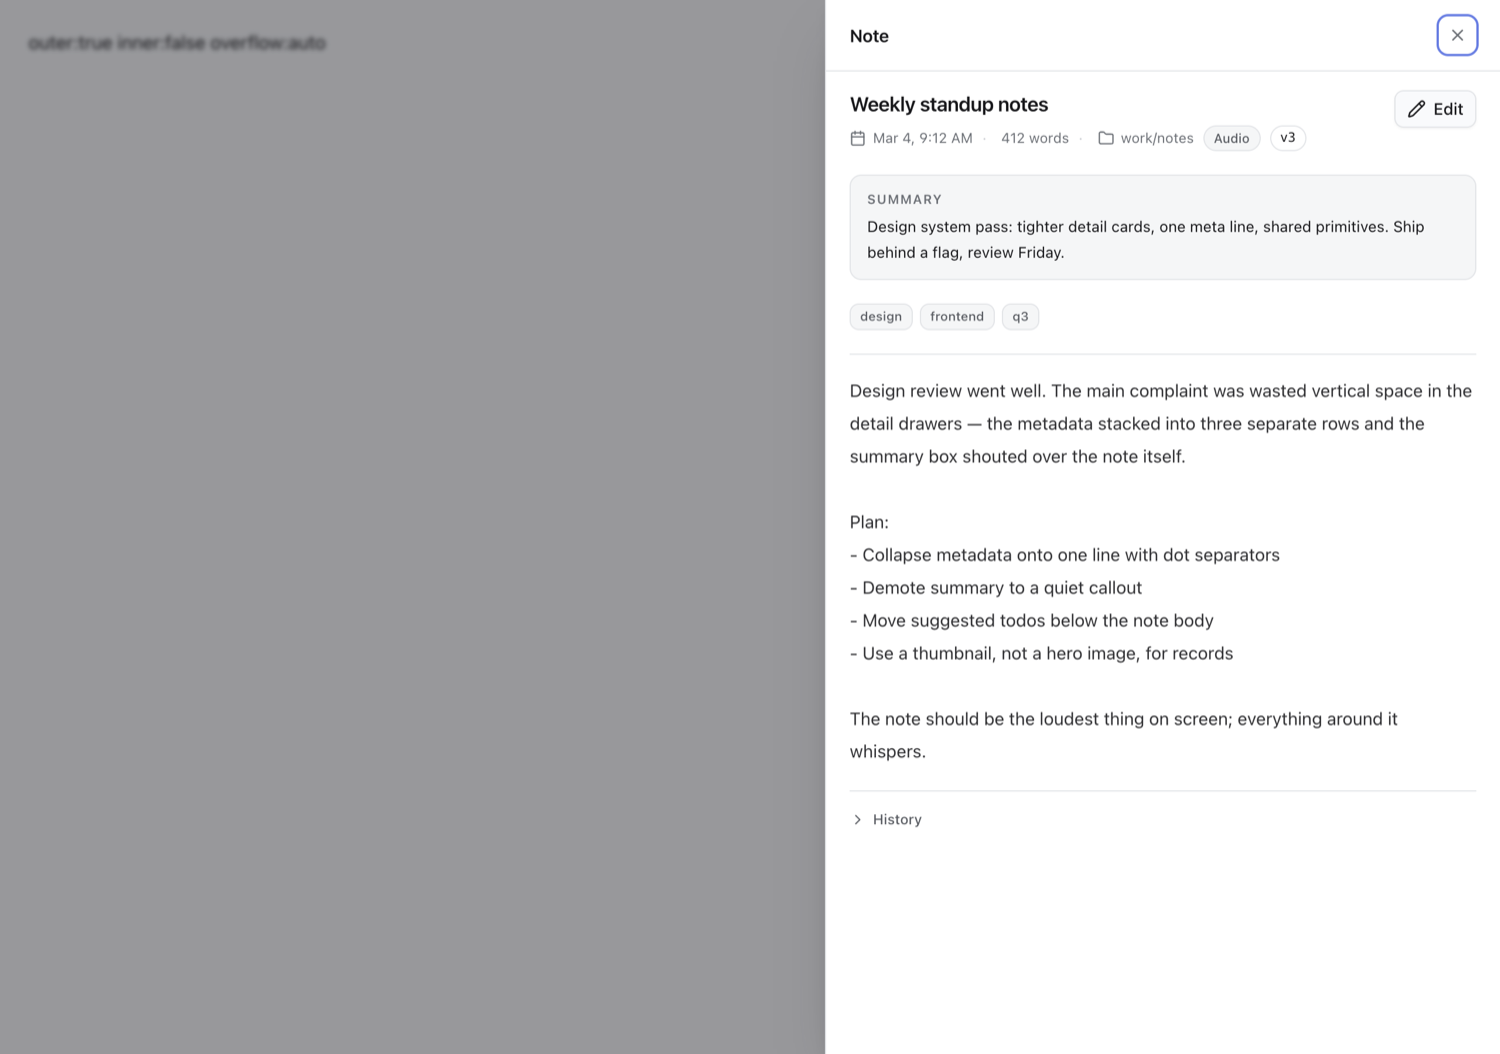 outer:true inner:false overflow:auto
Note
Weekly standup notes
Edit
Mar 4, 9:12 AM · 412 words · work/notes Audio v3
SUMMARY
Design system pass: tighter detail cards, one meta line, shared primitives. Ship
behind a flag, review Friday.
design frontend q3
Design review went well. The main complaint was wasted vertical space in the
detail drawers — the metadata stacked into three separate rows and the
summary box shouted over the note itself.
Plan:
- Collapse metadata onto one line with dot separators
- Demote summary to a quiet callout
- Move suggested todos below the note body
- Use a thumbnail, not a hero image, for records
The note should be the loudest thing on screen; everything around it
whispers.
History